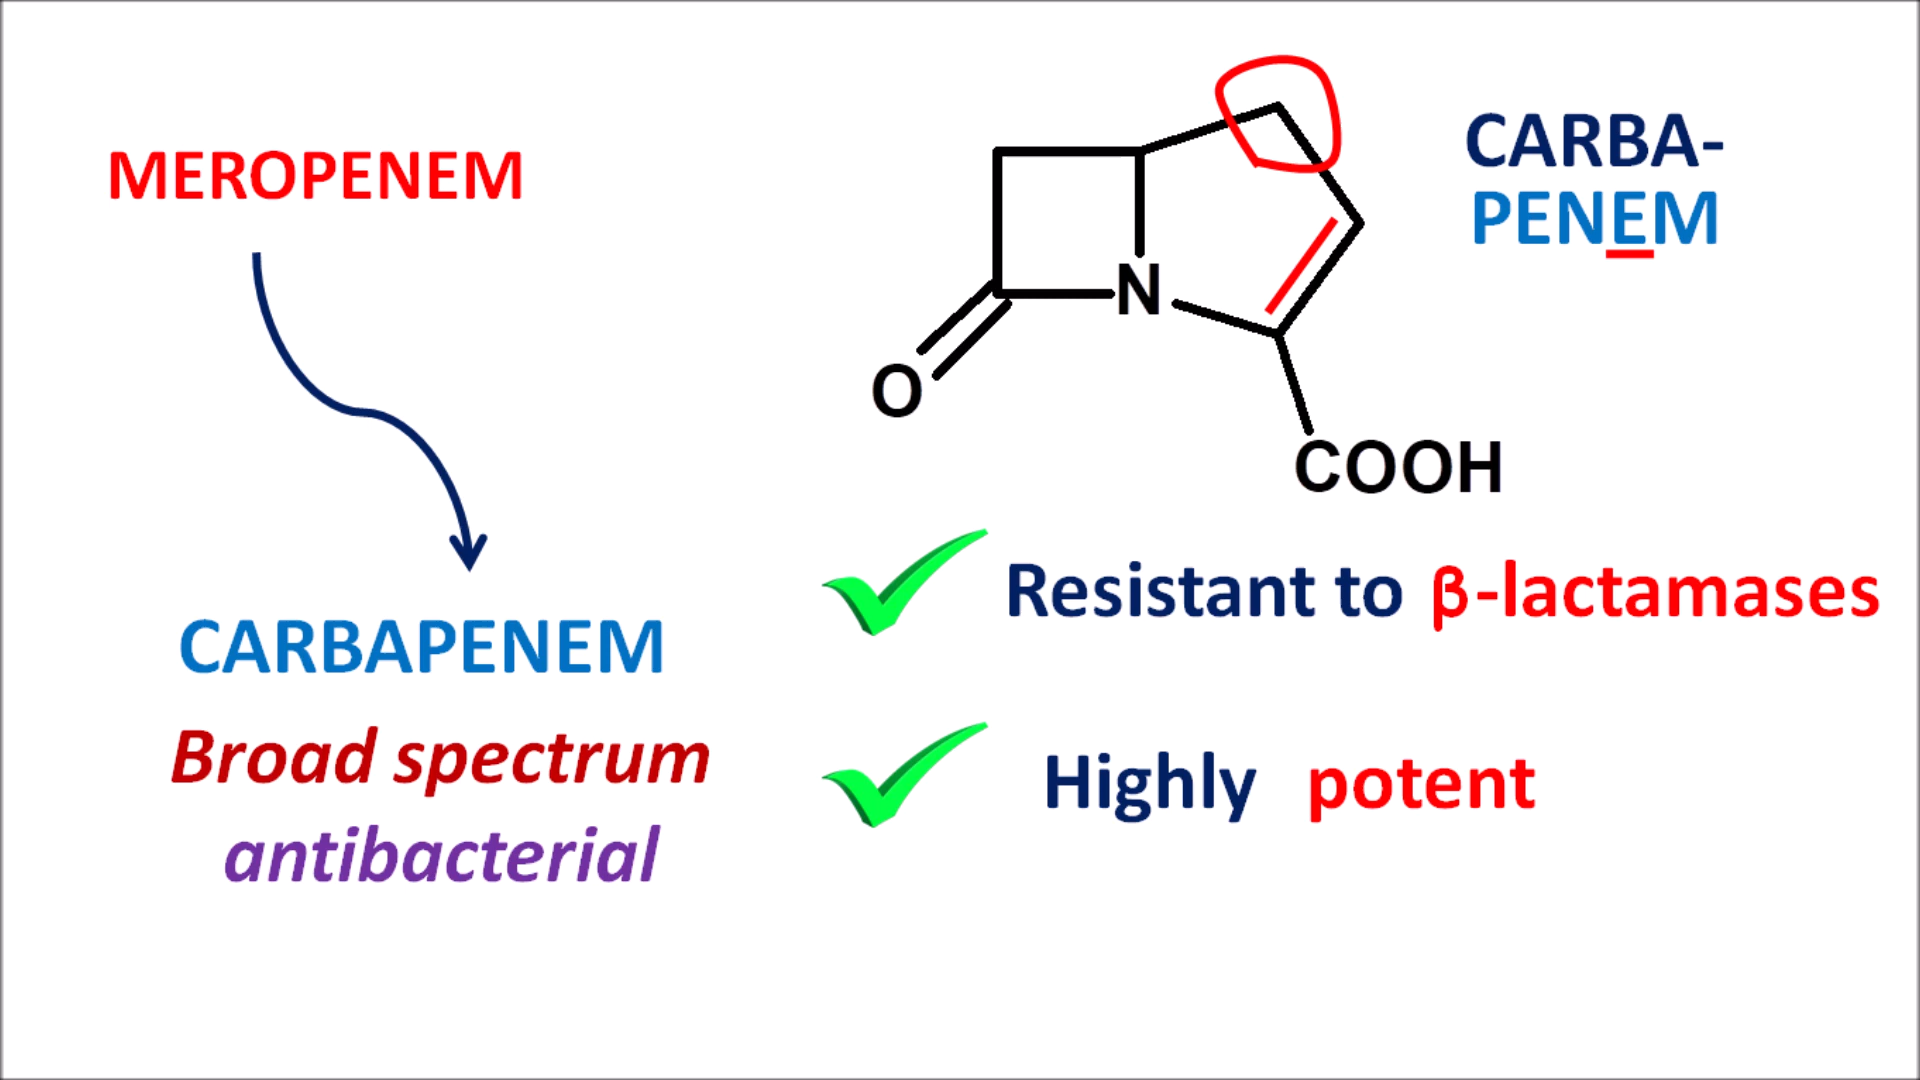 MEROPENEM
CARBAPENEM
Broad spectrum
antibacterial
CARBA-
PENEM
N
O
COOH
Resistant to β-lactamases
Highly potent